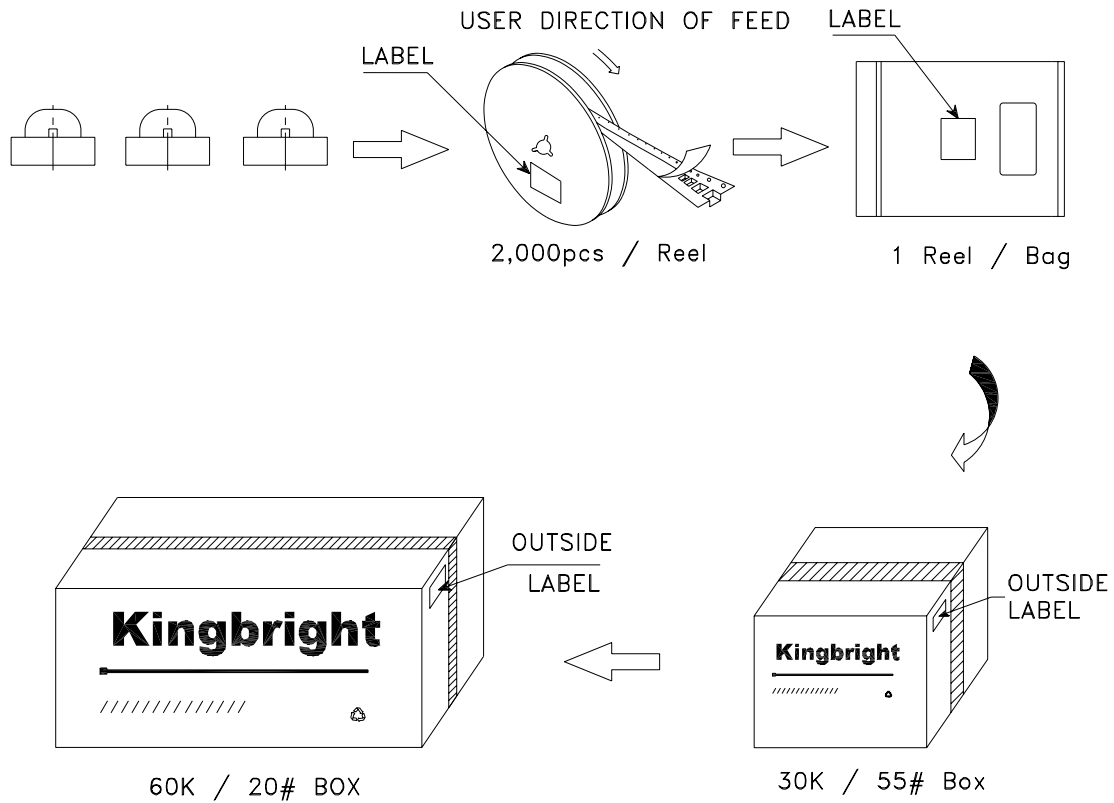 USER DIRECTION OF FEED
LABEL
LABEL
2,000pcs / Reel
1 Reel / Bag
OUTSIDE
LABEL
OUTSIDE
LABEL
Kingbright
Kingbright
60K / 20# BOX
30K / 55# Box